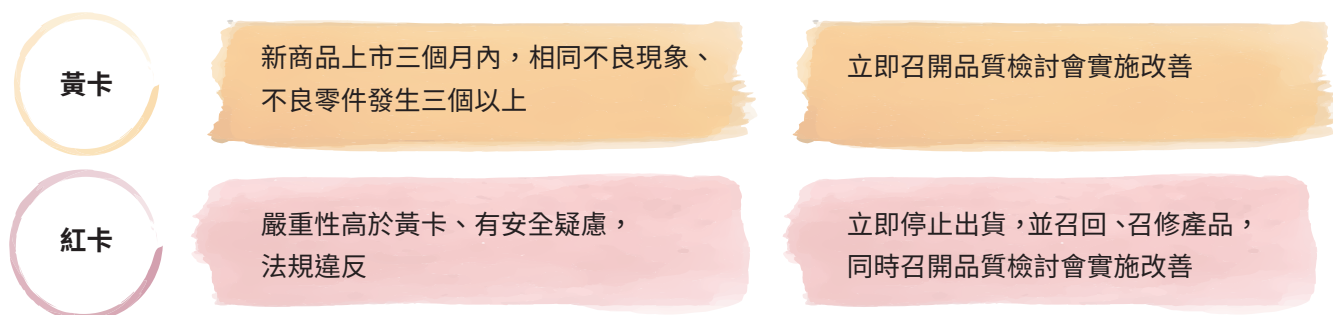 黃卡
新商品上市三個月內，相同不良現象、
不良零件發生三個以上
立即召開品質檢討會實施改善
紅卡
嚴重性高於黃卡、有安全疑慮，
法規違反
立即停止出貨，並召回、召修產品，
同時召開品質檢討會實施改善